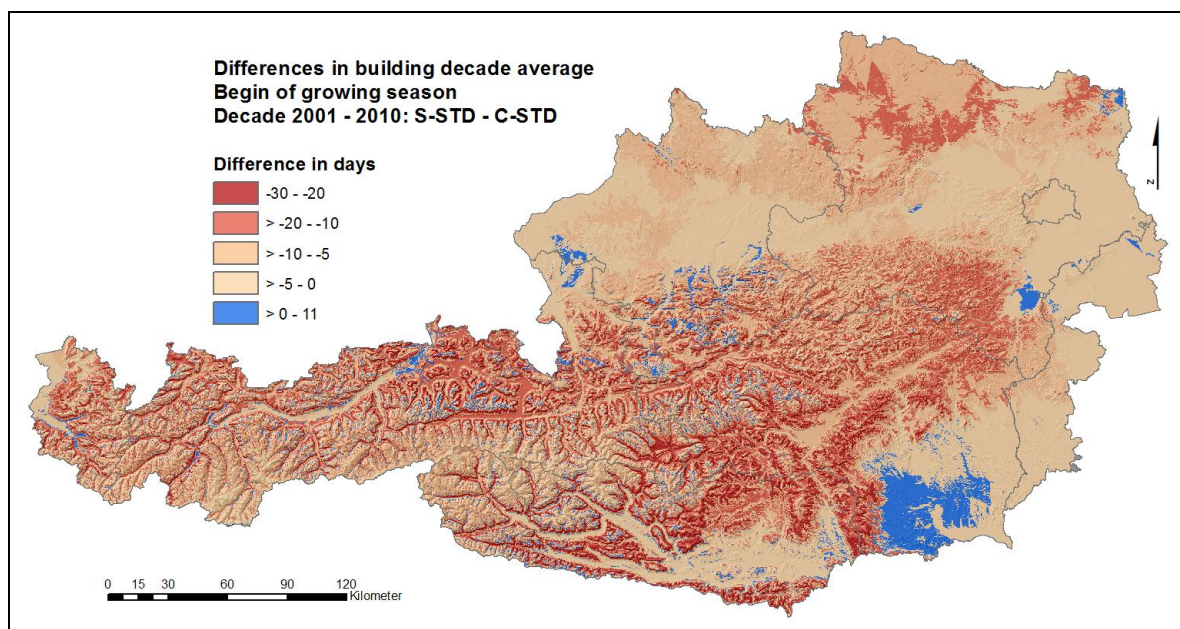 Differences in building decade average
Begin of growing season
Decade 2001 - 2010: S-STD - C-STD
Difference in days
-30 - -20
> -20 - -10
> -10 - -5
> -5 - 0
> 0 - 11
N
0 15 30 60 90 120
Kilometer